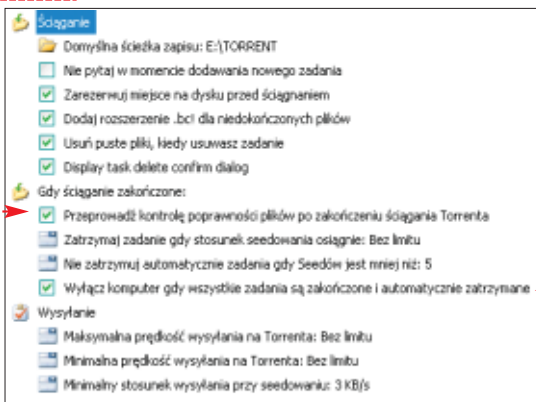 Ściąganie
Domyślna ścieżka zapisu: E:\TORRENT
Nie pytaj w momencie dodawania nowego zadania
Zarezerwuj miejsce na dysku przed ściągnaniem
Dodaj rozszerzenie .bc! dla niedokończonych plików
Usuń puste pliki, kiedy usuwasz zadanie
Display task delete confirm dialog
Gdy ściąganie zakończone:
Przeprowadź kontrolę poprawności plików po zakończeniu ściągania Torrenta
Zatrzymaj zadanie gdy stosunek seedowania osiągnie: Bez limitu
Nie zatrzymuj automatycznie zadania gdy Seedów jest mniej niż: 5
Wyłącz komputer gdy wszystkie zadania są zakończone i automatycznie zatrzymane
Wysyłanie
Maksymalna prędkość wysyłania na Torrenta: Bez limitu
Minimalna prędkość wysyłania na Torrenta: Bez limitu
Minimalny stosunek wysyłania przy seedowaniu: 3 KB/s